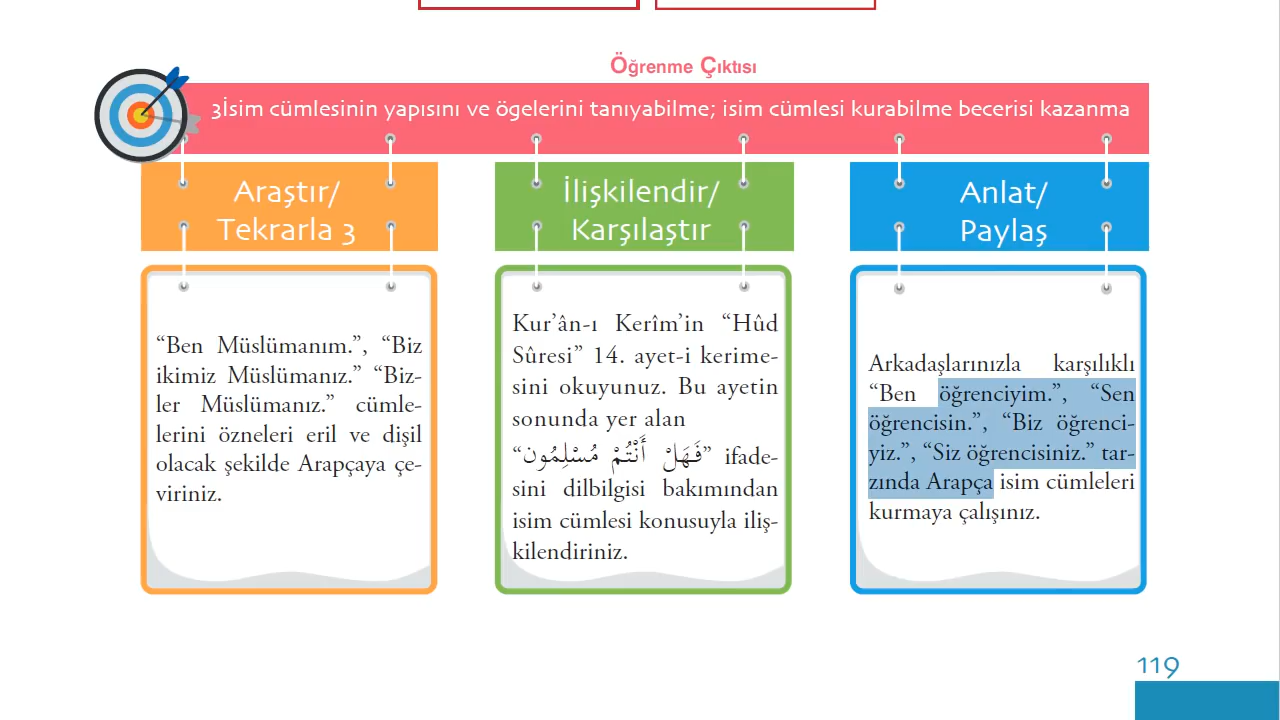 Öğrenme Çıktısı
3İsim cümlesinin yapısını ve ögelerini tanıyabilme; isim cümlesi kurabilme becerisi kazanma
Araştır/
Tekrarla 3
“Ben Müslümanım.”, “Biz
ikimiz Müslümanız.” “Biz-
ler Müslümanız.” cümle-
lerini özneleri eril ve dişil
olacak şekilde Arapçaya çe-
viriniz.
İlişkilendir/
Karşılaştır
Kur’ân-ı Kerîm’in “Hûd
Sûresi” 14. ayet-i kerime-
sini okuyunuz. Bu ayetin
sonunda yer alan
“فَهَلْ أَنْتُمْ مُسْلِمُون” ifade-
sini dilbilgisi bakımından
isim cümlesi konusuyla iliş-
kilendiriniz.
Anlat/
Paylaş
Arkadaşlarınızla karşılıklı
“Ben öğrenciyim.”, “Sen
öğrencisin.”, “Biz öğrenci-
yiz.”, “Siz öğrencisiniz.” tar-
zında Arapça isim cümleleri
kurmaya çalışınız.
119